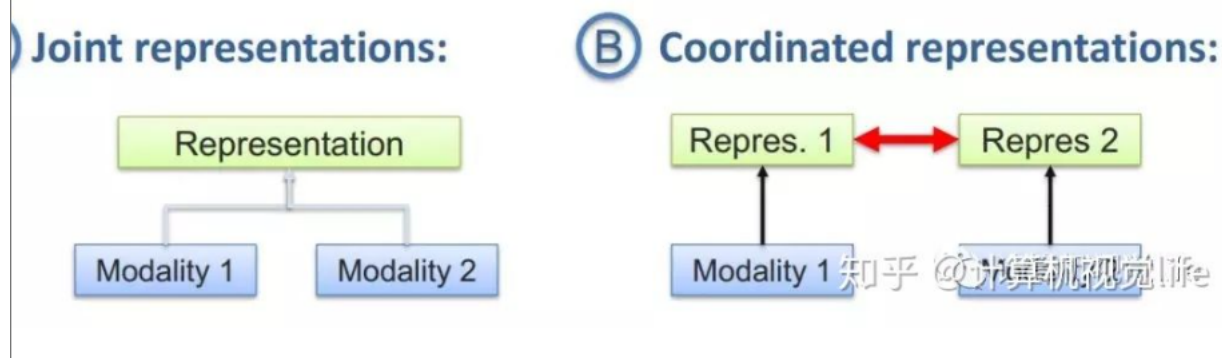 Joint representations:
B Coordinated representations:
Representation
Repres. 1
Repres 2
Modality 1
Modality 2
Modality 1
知乎 @计算机视觉life